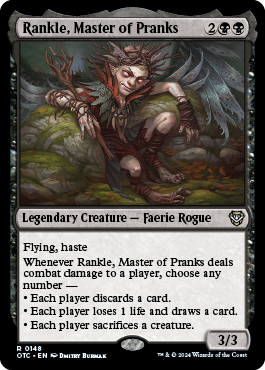 Rankle, Master of Pranks 2
Legendary Creature — Faerie Rogue
Flying, haste
Whenever Rankle, Master of Pranks deals
combat damage to a player, choose any
number —
• Each player discards a card.
• Each player loses 1 life and draws a card.
• Each player sacrifices a creature.
3/3
R 0148
OTC • EN Dmitry Burmak
™ & © 2024 Wizards of the Coast